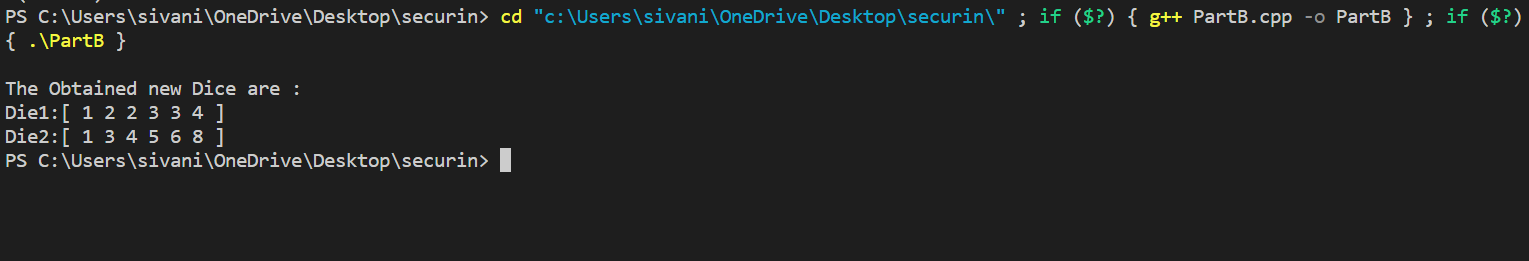 PS C:\Users\sivani\OneDrive\Desktop\securin> cd "c:\Users\sivani\OneDrive\Desktop\securin\" ; if ($?) { g++ PartB.cpp -o PartB } ; if ($?)
{ .\PartB }
The Obtained new Dice are :
Die1:[ 1 2 2 3 3 4 ]
Die2:[ 1 3 4 5 6 8 ]
PS C:\Users\sivani\OneDrive\Desktop\securin>